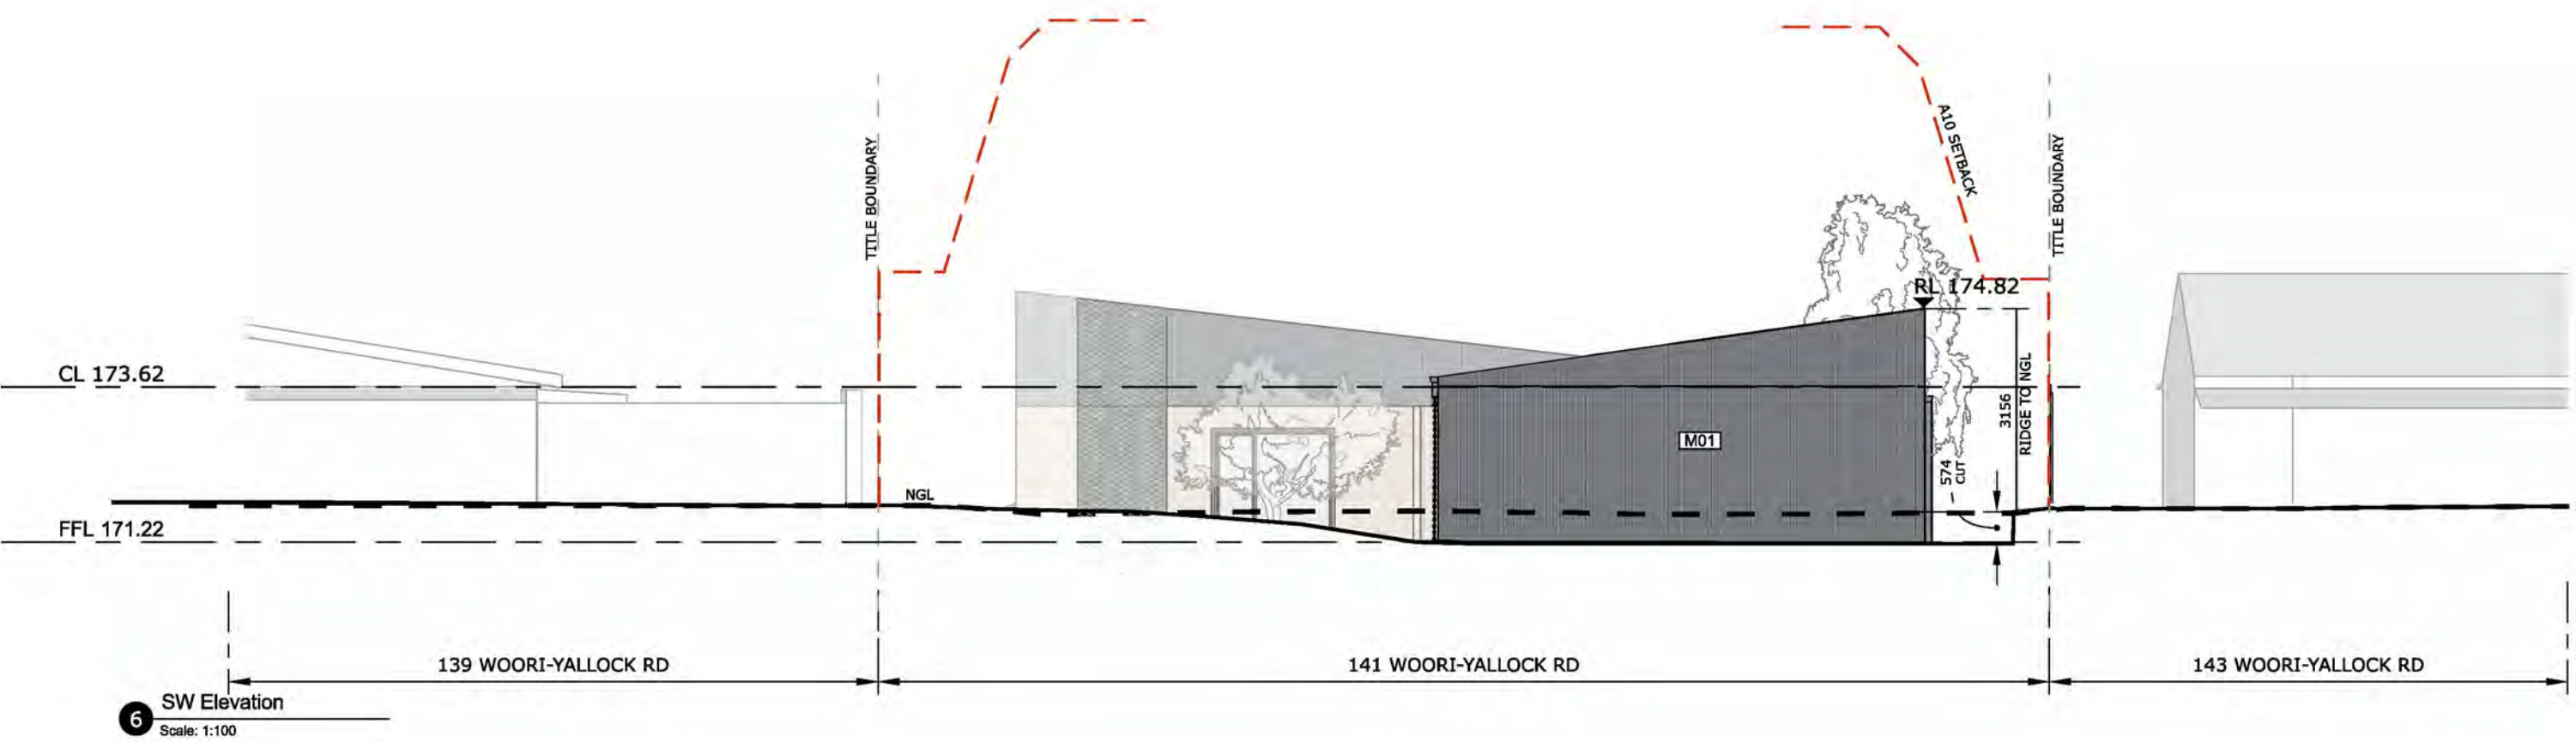 TITLE BOUNDARY
A10 SETBACK
TITLE BOUNDARY
RL 174.82
CL 173.62
3156
RIDGE TO NGL
M01
574
CUT
NGL
FFL 171.22
139 WOORI-YALLOCK RD
141 WOORI-YALLOCK RD
143 WOORI-YALLOCK RD
6
SW Elevation
Scale: 1:100